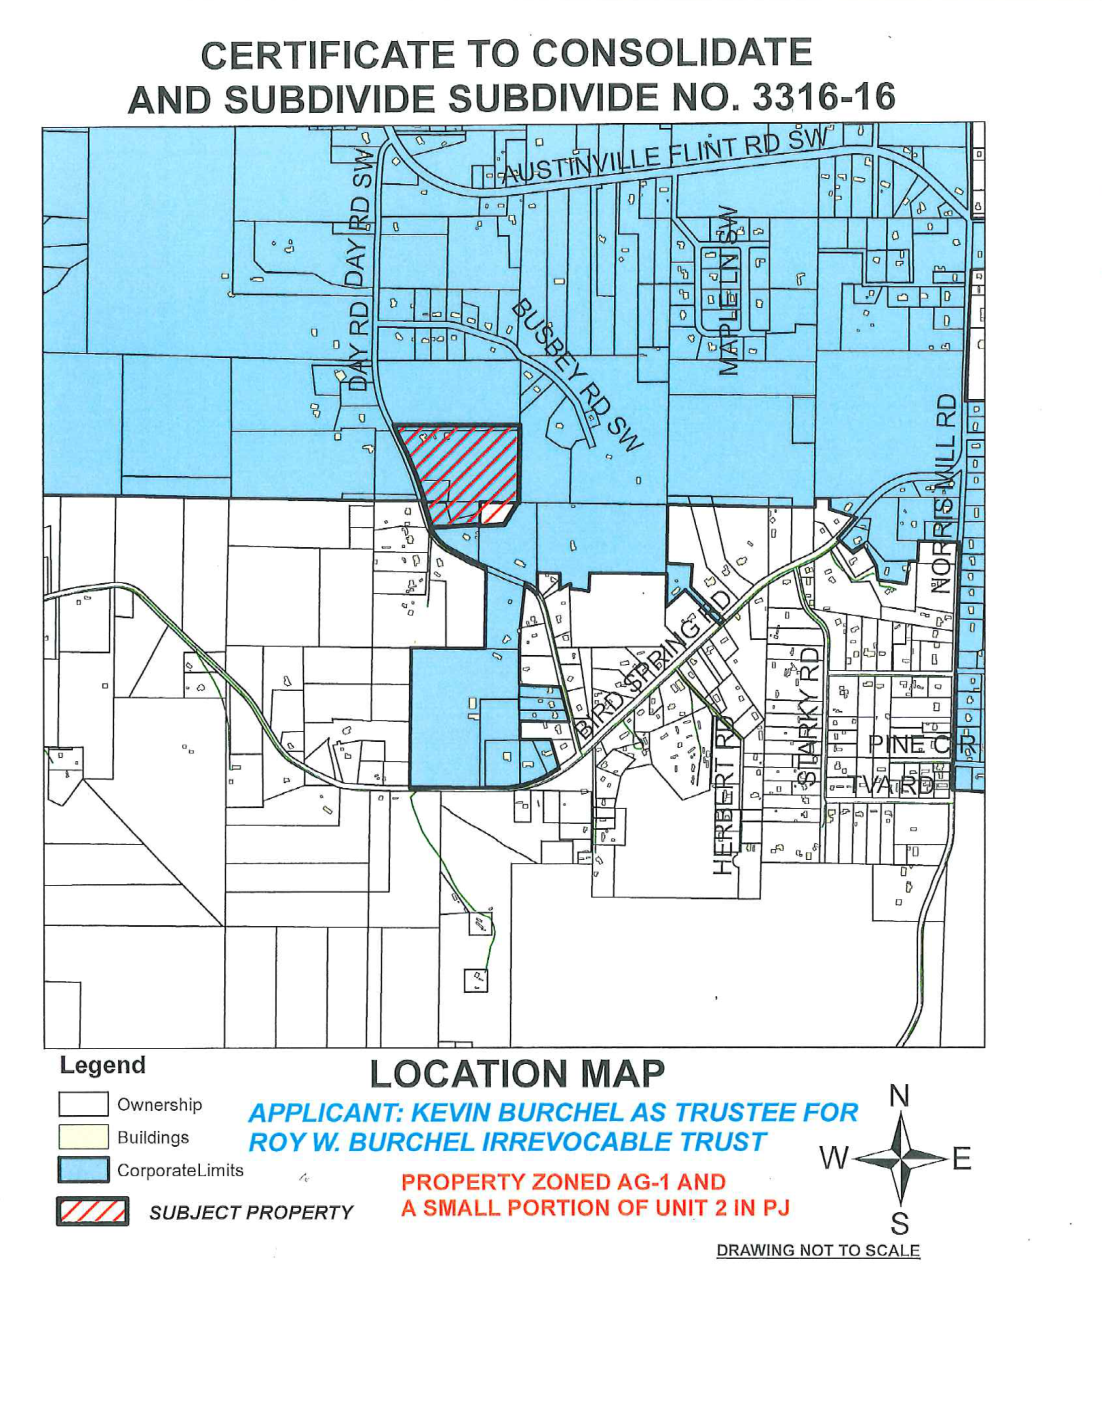 CERTIFICATE TO CONSOLIDATE
AND SUBDIVIDE SUBDIVIDE NO. 3316-16
AUSTINVILLE FLINT RD SW
DAY RD SW
DAY RD
MAPLE LN SW
BUSBEY RD SW
NORRIS MILL RD
BIRD SPRING RD
STARKY RD
HERBERT RD
PINE CIR
TVA RD
Legend
Ownership
Buildings
CorporateLimits
SUBJECT PROPERTY
LOCATION MAP
APPLICANT: KEVIN BURCHEL AS TRUSTEE FOR
ROY W. BURCHEL IRREVOCABLE TRUST
PROPERTY ZONED AG-1 AND
A SMALL PORTION OF UNIT 2 IN PJ
N
W
E
S
DRAWING NOT TO SCALE